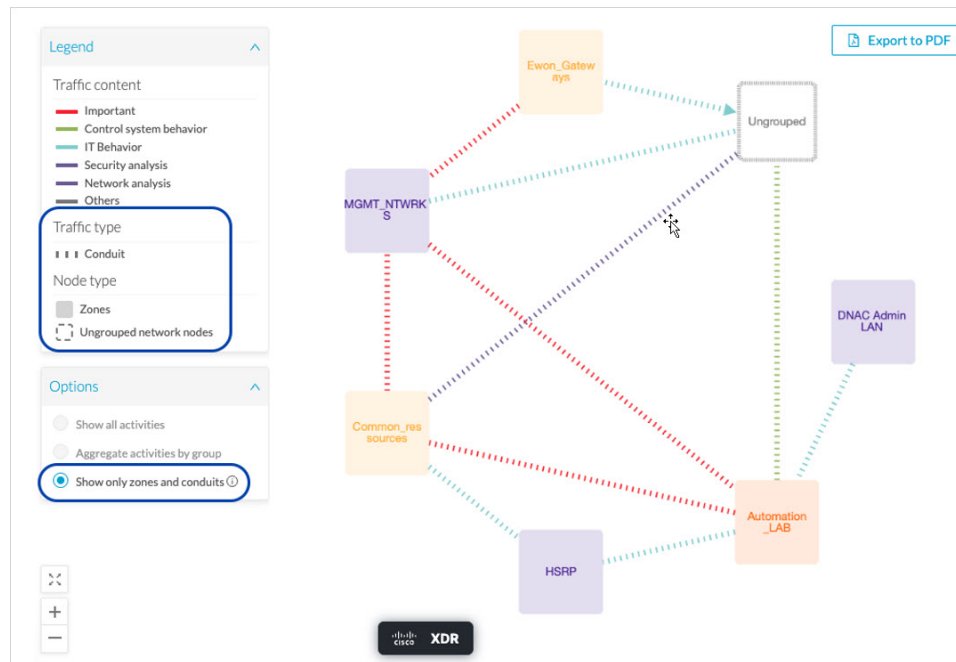 Legend
Traffic content
Important
Control system behavior
IT Behavior
Security analysis
Network analysis
Others
Traffic type
Conduit
Node type
Zones
Ungrouped network nodes
Options
Show all activities
Aggregate activities by group
Show only zones and conduits
Export to PDF
Ewon_Gatew
ays
Ungrouped
MGMT_NTWRK
S
DNAC Admin
LAN
Common_res
sources
Automation
_LAB
HSRP
CISCO XDR